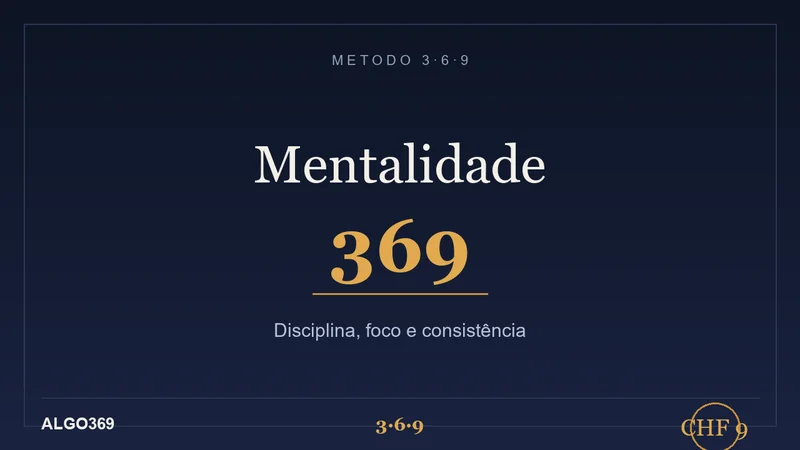 METODO 3·6·9
Mentalidade
369
Disciplina, foco e consistência
ALGO369
3·6·9
CHF 9